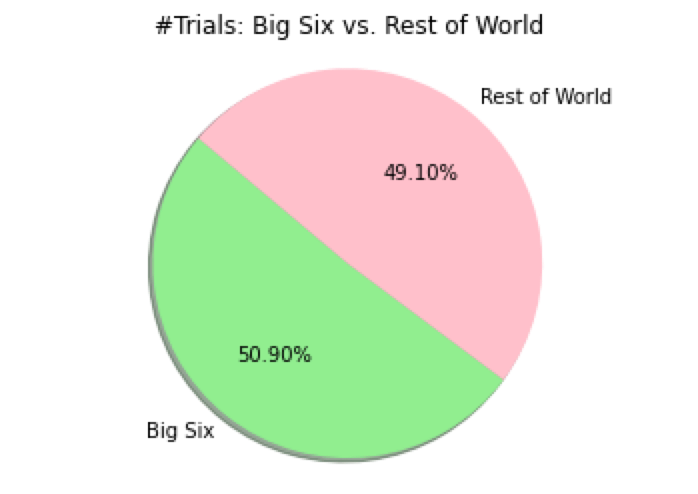 #Trials: Big Six vs. Rest of World
Rest of World
49.10%
50.90%
Big Six